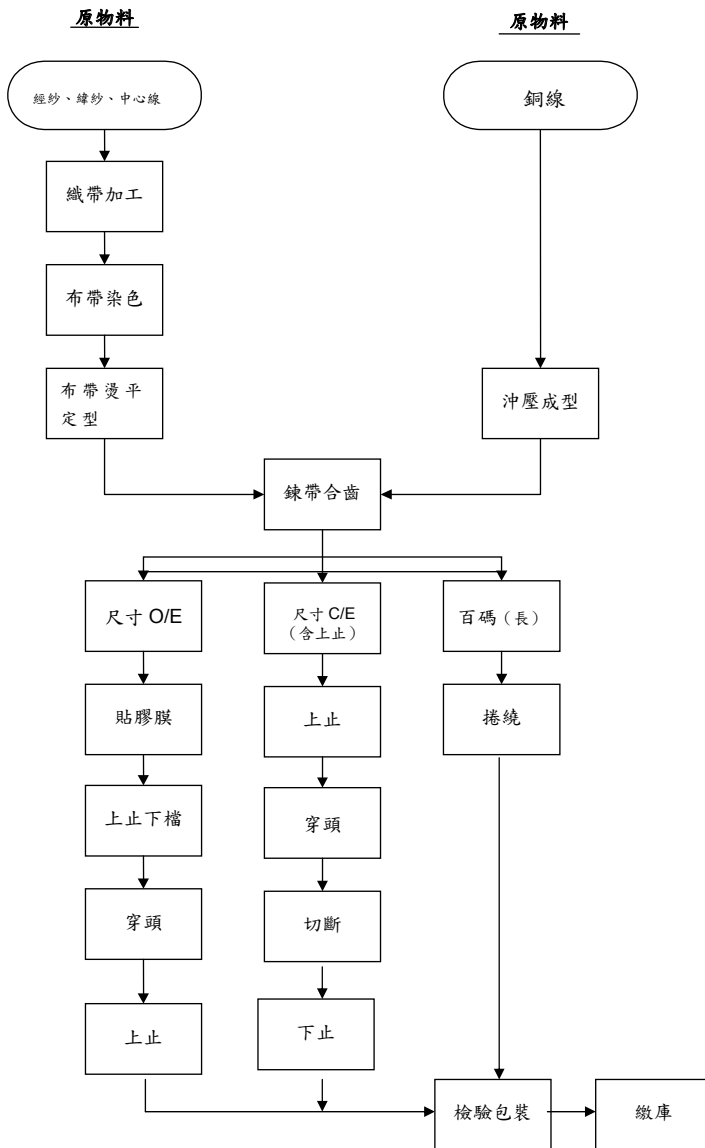 原物料
原物料
經紗、緯紗、中心線
銅線
織帶加工
布帶染色
布帶燙平
定型
沖壓成型
鍊帶合齒
尺寸 O/E
尺寸 C/E
(含上止)
百碼(長)
貼膠膜
上止
捲繞
上止下檔
穿頭
穿頭
切斷
上止
下止
檢驗包裝
繳庫